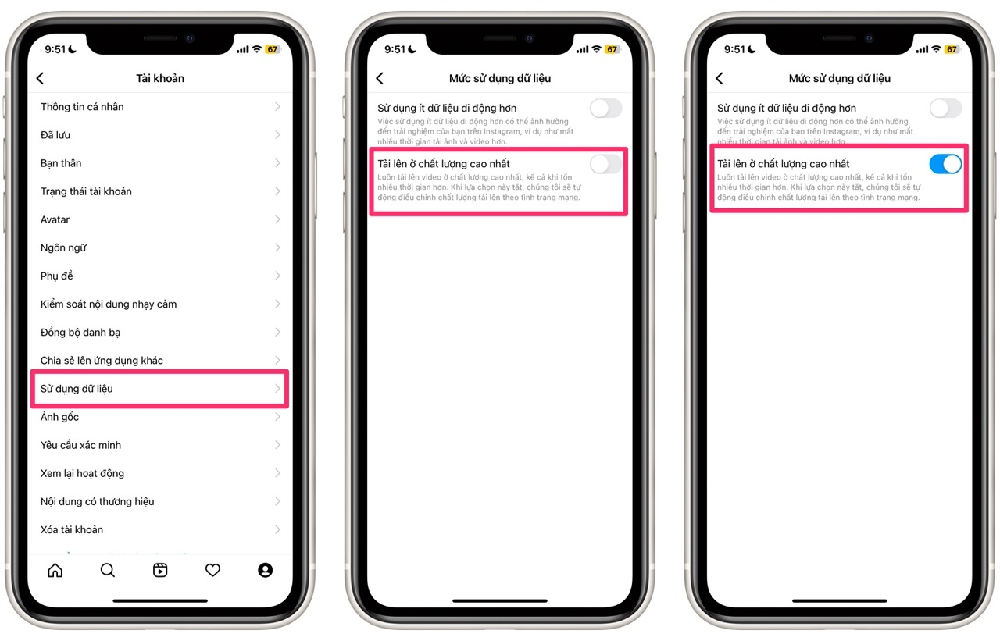 9:51
67
Tài khoản
Thông tin cá nhân
Đã lưu
Bạn thân
Trạng thái tài khoản
Avatar
Ngôn ngữ
Phụ đề
Kiểm soát nội dung nhạy cảm
Đồng bộ danh bạ
Chia sẻ lên ứng dụng khác
Sử dụng dữ liệu
Ảnh gốc
Yêu cầu xác minh
Xem lại hoạt động
Nội dung có thương hiệu
Xóa tài khoản
9:51
67
Mức sử dụng dữ liệu
Sử dụng ít dữ liệu di động hơn
Việc sử dụng ít dữ liệu di động hơn có thể ảnh hưởng
đến trải nghiệm của bạn trên Instagram, ví dụ như mất
nhiều thời gian tải ảnh và video hơn.
Tải lên ở chất lượng cao nhất
Luôn tải lên video ở chất lượng cao nhất, kể cả khi tốn
nhiều thời gian hơn. Khi lựa chọn này tắt, chúng tôi sẽ tự
động điều chỉnh chất lượng tải lên theo tình trạng mạng.
9:51
67
Mức sử dụng dữ liệu
Sử dụng ít dữ liệu di động hơn
Việc sử dụng ít dữ liệu di động hơn có thể ảnh hưởng
đến trải nghiệm của bạn trên Instagram, ví dụ như mất
nhiều thời gian tải ảnh và video hơn.
Tải lên ở chất lượng cao nhất
Luôn tải lên video ở chất lượng cao nhất, kể cả khi tốn
nhiều thời gian hơn. Khi lựa chọn này tắt, chúng tôi sẽ tự
động điều chỉnh chất lượng tải lên theo tình trạng mạng.